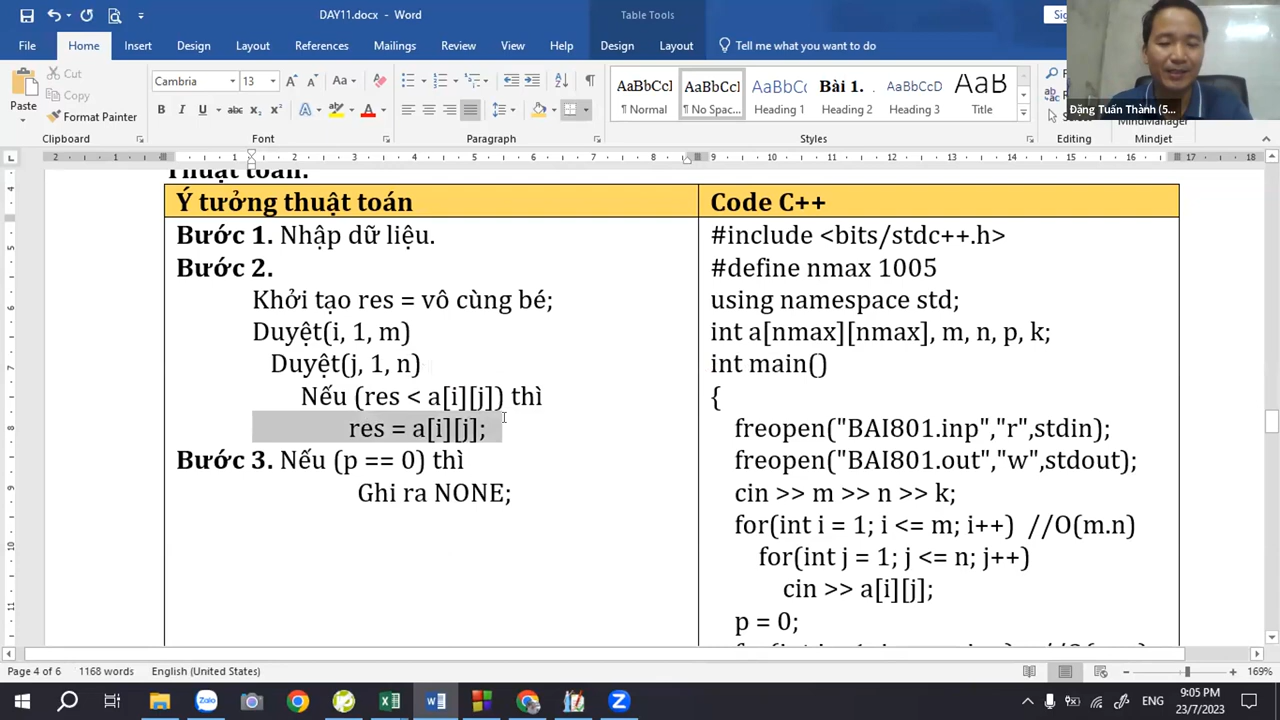 DAY11.docx - Word
Table Tools
File
Home
Insert
Design
Layout
References
Mailings
Review
View
Help
Design
Layout
Tell me what you want to do
Đặng Tuấn Thành (5...
Paste
Cut
Copy
Format Painter
Clipboard
Cambria
13
Font
Paragraph
AaBbCcI
¶ Normal
AaBbCcI
¶ No Spac...
AaBbC
Heading 1
Bài 1. .
Heading 2
AaBbCcI
Heading 3
AaB
Title
Styles
Editing
MindManager
Mindjet
Thuật toán.
Ý tưởng thuật toán
Bước 1. Nhập dữ liệu.
Bước 2.
Khởi tạo res = vô cùng bé;
Duyệt(i, 1, m)
Duyệt(j, 1, n)
Nếu (res < a[i][j]) thì
res = a[i][j];
Bước 3. Nếu (p == 0) thì
Ghi ra NONE;
Code C++
#include <bits/stdc++.h>
#define nmax 1005
using namespace std;
int a[nmax][nmax], m, n, p, k;
int main()
{
freopen("BAI801.inp","r",stdin);
freopen("BAI801.out","w",stdout);
cin >> m >> n >> k;
for(int i = 1; i <= m; i++) //O(m.n)
for(int j = 1; j <= n; j++)
cin >> a[i][j];
p = 0;
Page 4 of 6
1168 words
English (United States)
169%
ENG
9:05 PM
23/7/2023